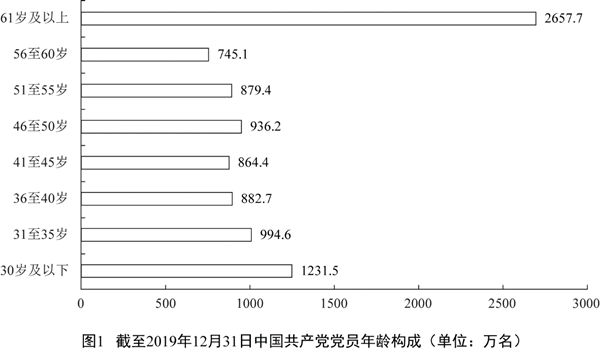 61岁及以上 2657.7
56至60岁 745.1
51至55岁 879.4
46至50岁 936.2
41至45岁 864.4
36至40岁 882.7
31至35岁 994.6
30岁及以下 1231.5
0 500 1000 1500 2000 2500 3000
图1 截至2019年12月31日中国共产党党员年龄构成（单位：万名）